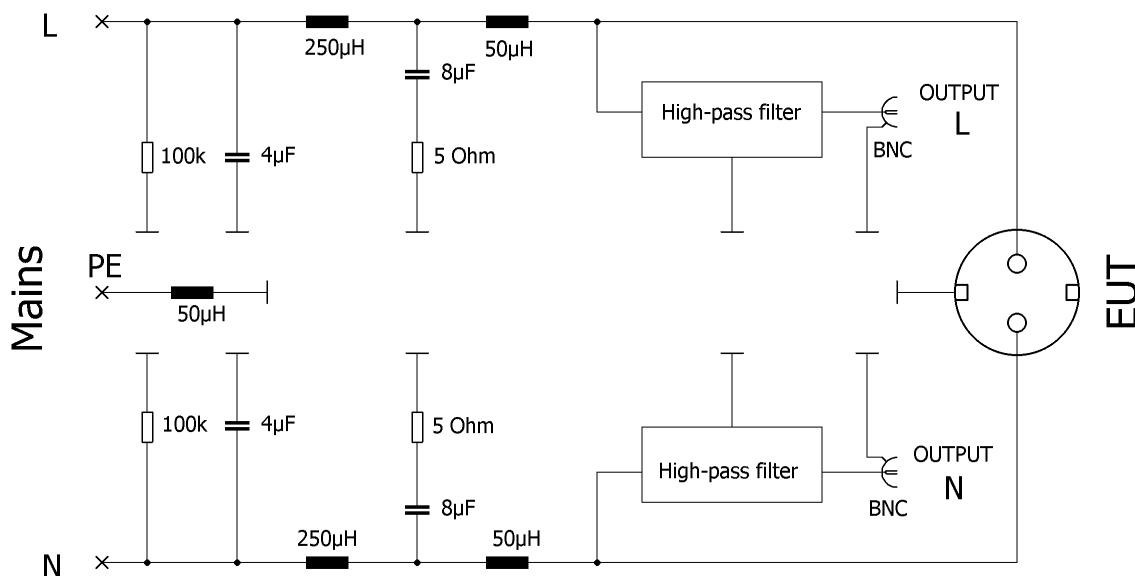 L
250µH
50µH
8µF
OUTPUT
L
High-pass filter
BNC
100k
4µF
5 Ohm
Mains
PE
50µH
EUT
100k
4µF
5 Ohm
High-pass filter
OUTPUT
N
BNC
8µF
250µH
50µH
N